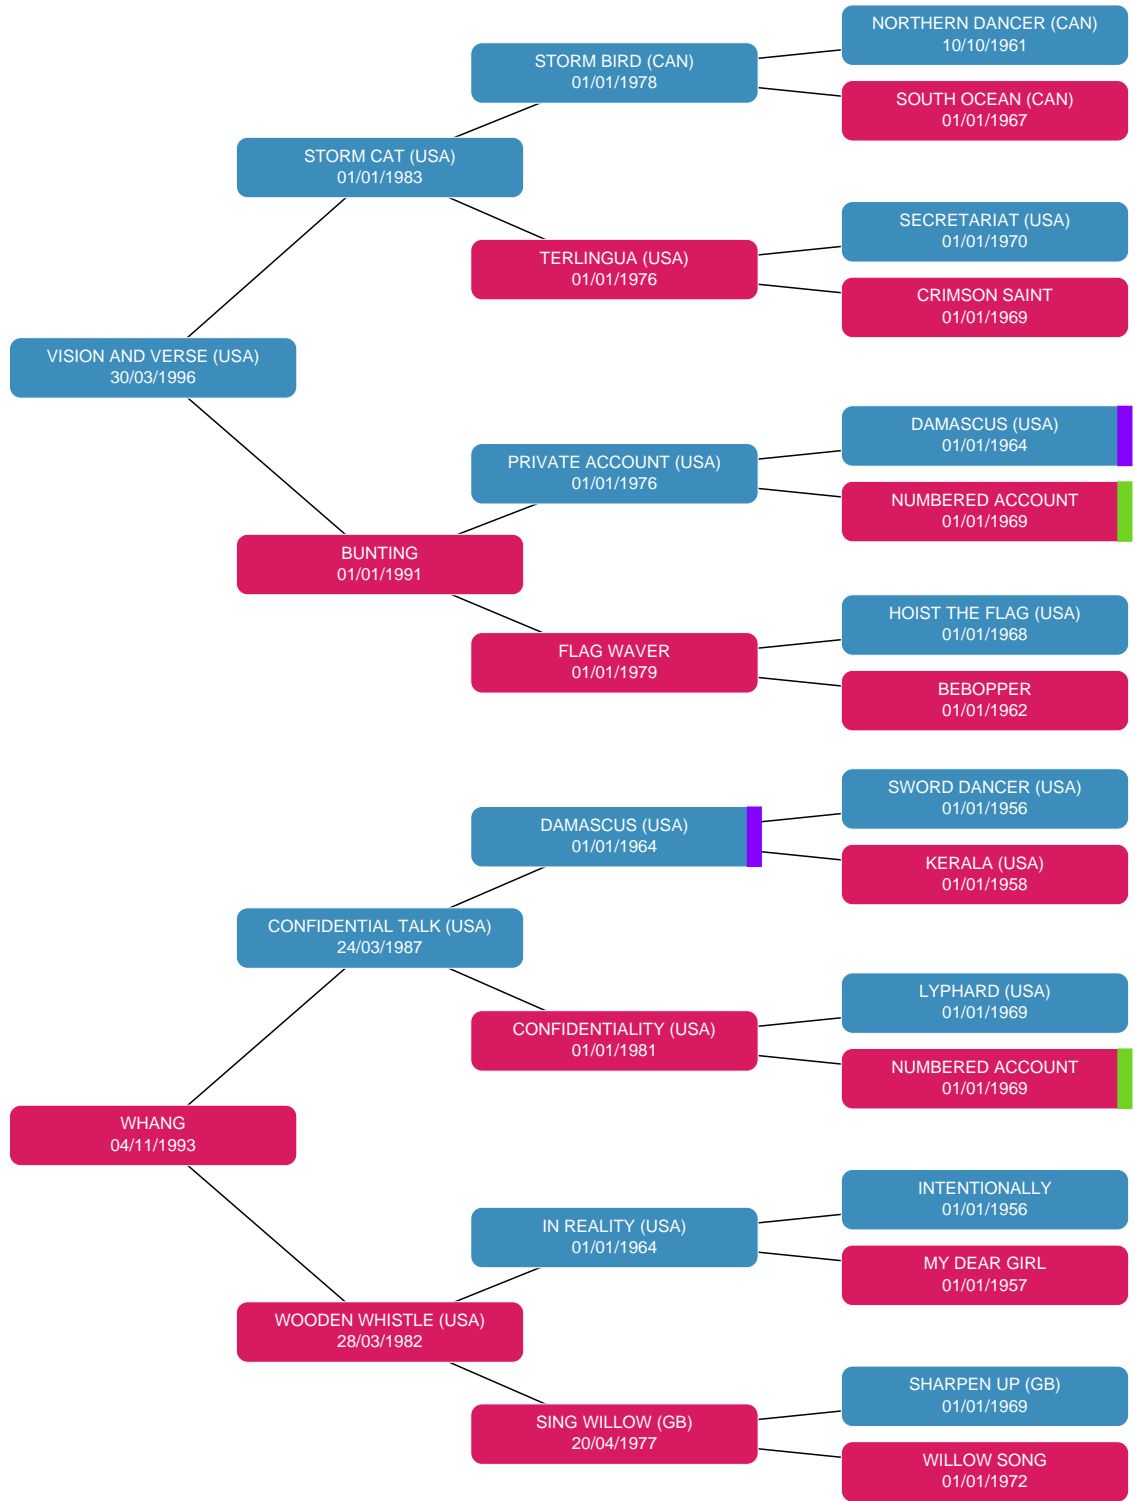 NORTHERN DANCER (CAN)
10/10/1961
STORM BIRD (CAN)
01/01/1978
SOUTH OCEAN (CAN)
01/01/1967
STORM CAT (USA)
01/01/1983
SECRETARIAT (USA)
01/01/1970
TERLINGUA (USA)
01/01/1976
CRIMSON SAINT
01/01/1969
VISION AND VERSE (USA)
30/03/1996
DAMASCUS (USA)
01/01/1964
PRIVATE ACCOUNT (USA)
01/01/1976
NUMBERED ACCOUNT
01/01/1969
BUNTING
01/01/1991
HOIST THE FLAG (USA)
01/01/1968
FLAG WAVER
01/01/1979
BEBOPPER
01/01/1962
SWORD DANCER (USA)
01/01/1956
DAMASCUS (USA)
01/01/1964
KERALA (USA)
01/01/1958
CONFIDENTIAL TALK (USA)
24/03/1987
LYPHARD (USA)
01/01/1969
CONFIDENTIALITY (USA)
01/01/1981
NUMBERED ACCOUNT
01/01/1969
WHANG
04/11/1993
INTENTIONALLY
01/01/1956
IN REALITY (USA)
01/01/1964
MY DEAR GIRL
01/01/1957
WOODEN WHISTLE (USA)
28/03/1982
SHARPEN UP (GB)
01/01/1969
SING WILLOW (GB)
20/04/1977
WILLOW SONG
01/01/1972